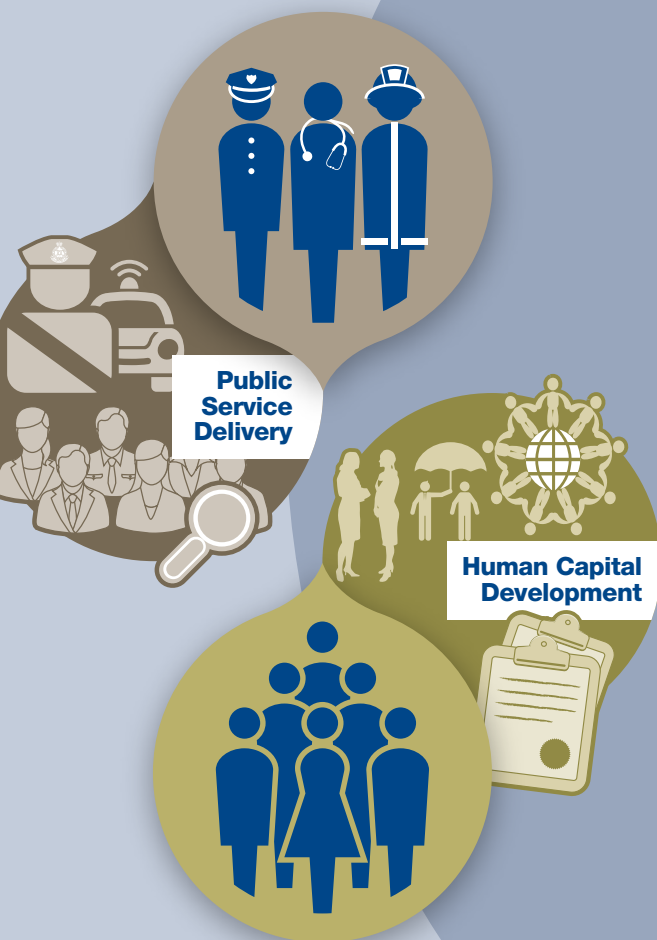 Public
Service
Delivery
Human Capital
Development